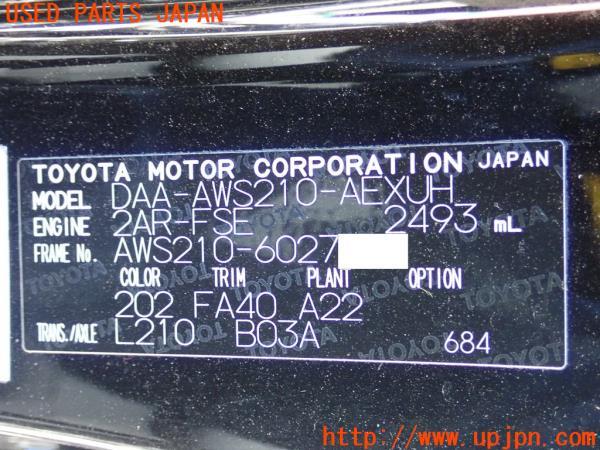 USED PARTS JAPAN
TOYOTA MOTOR CORPORATION JAPAN
MODEL DAA-AWS210-AEXUH
ENGINE 2AR-FSE 2493 mL
FRAME No. AWS210-6027
COLOR TRIM PLANT OPTION
202 FA40 A22
TRANS./AXLE L210 B03A 684
http://www.upjpn.com